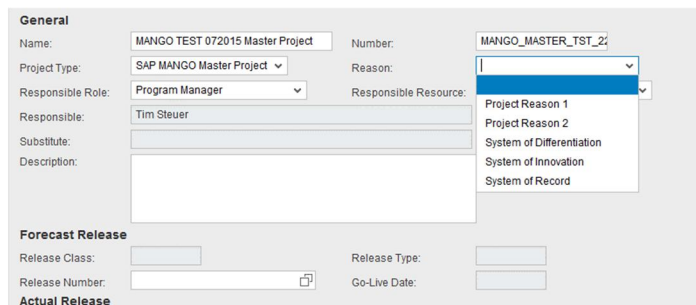 General
Name: MANGO TEST 072015 Master Project Number: MANGO_MASTER_TST_22
Project Type: SAP MANGO Master Project Reason:
Responsible Role: Program Manager Responsible Resource:
Project Reason 1
Responsible: Tim Steuer
Project Reason 2
Substitute:
System of Differentiation
Description:
System of Innovation
System of Record
Forecast Release
Release Class: Release Type:
Release Number: Go-Live Date:
Actual Release